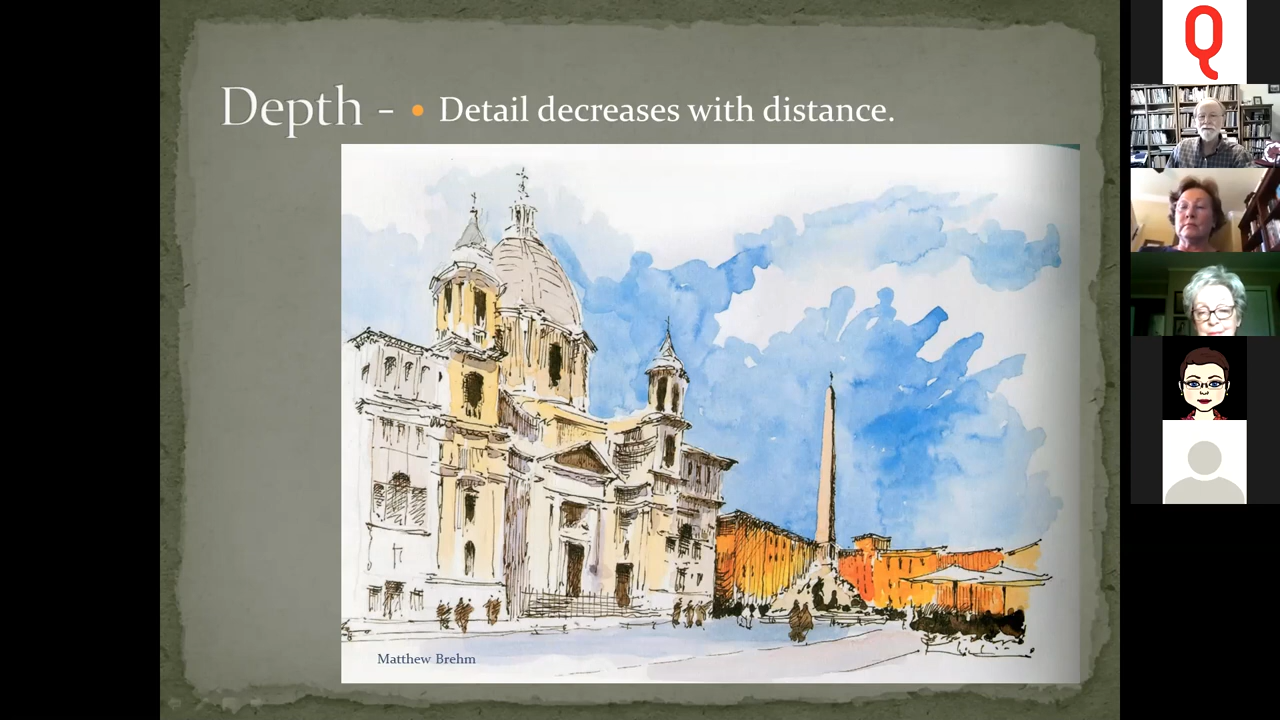 Depth - • Detail decreases with distance.
Matthew Brehm
Q